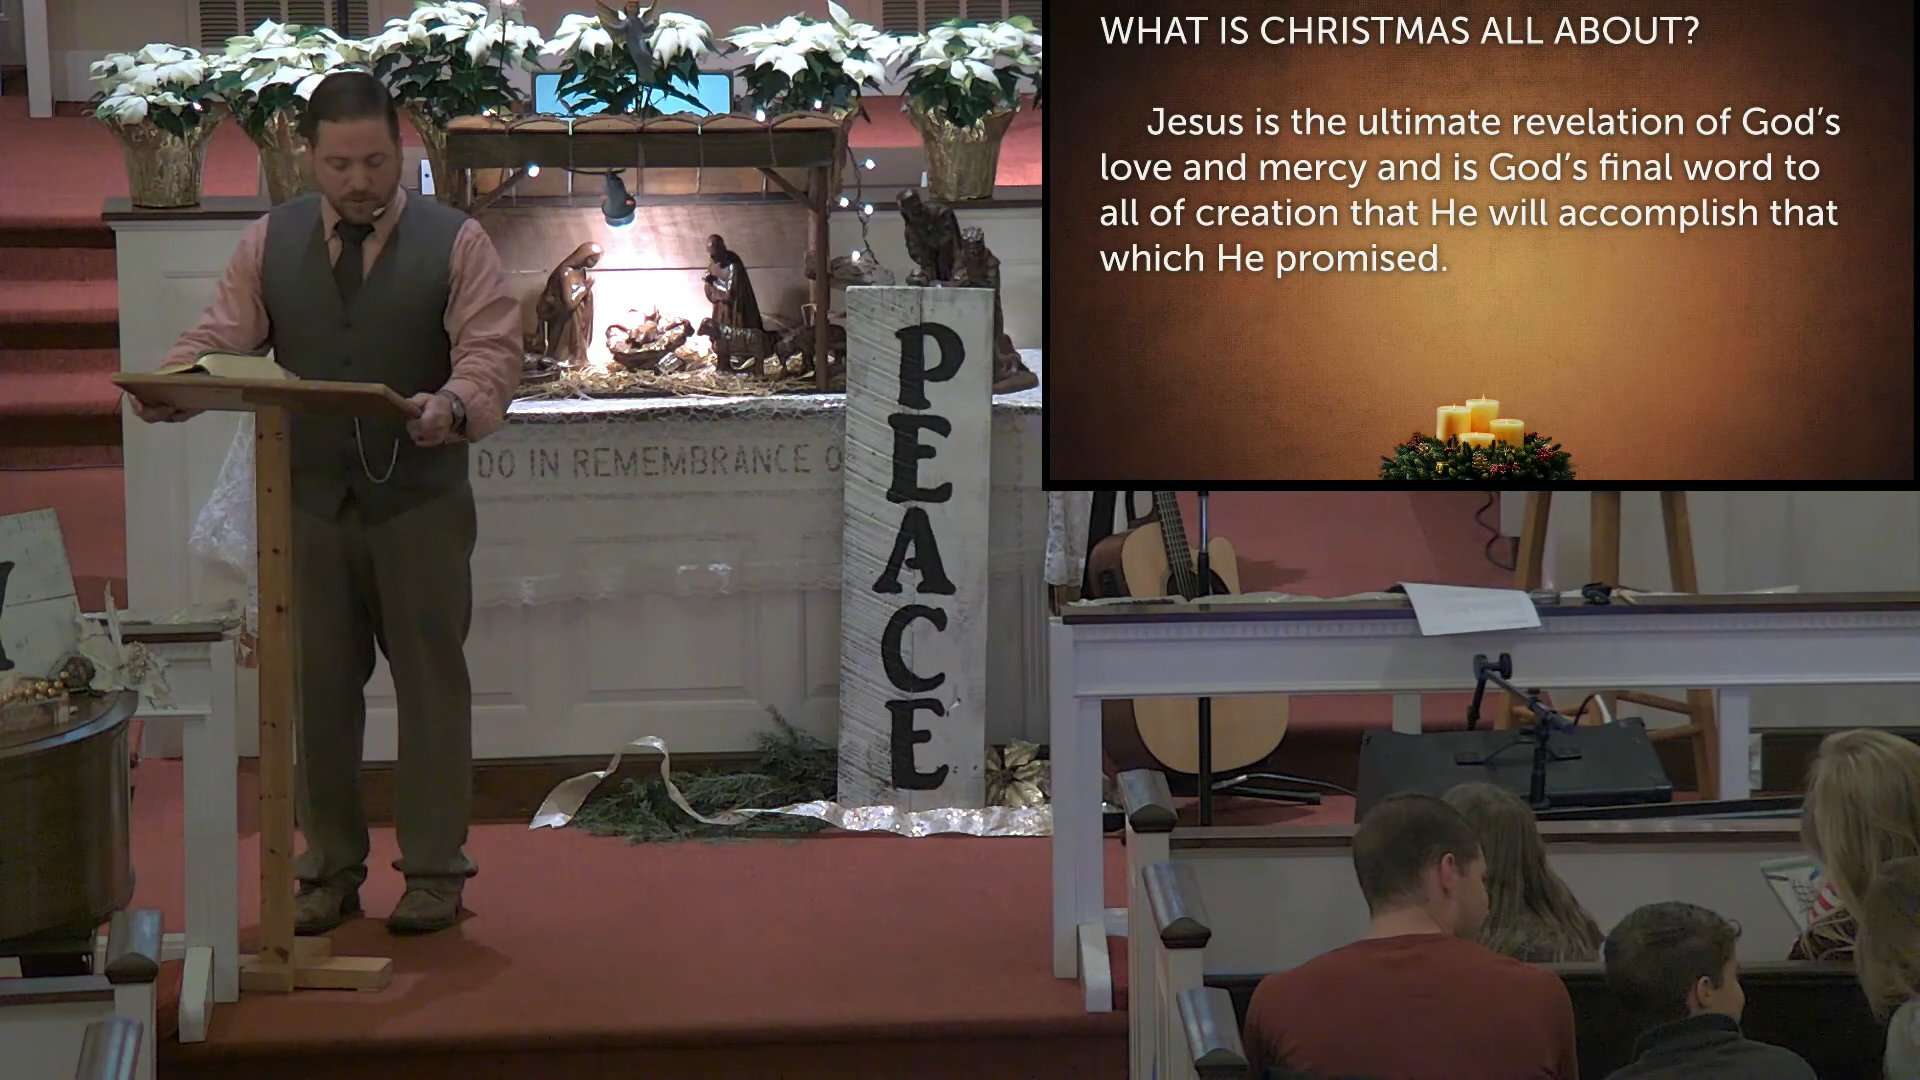 WHAT IS CHRISTMAS ALL ABOUT?
Jesus is the ultimate revelation of God's
love and mercy and is God's final word to
all of creation that He will accomplish that
which He promised.
DO IN REMEMBRANCE O
PEACE